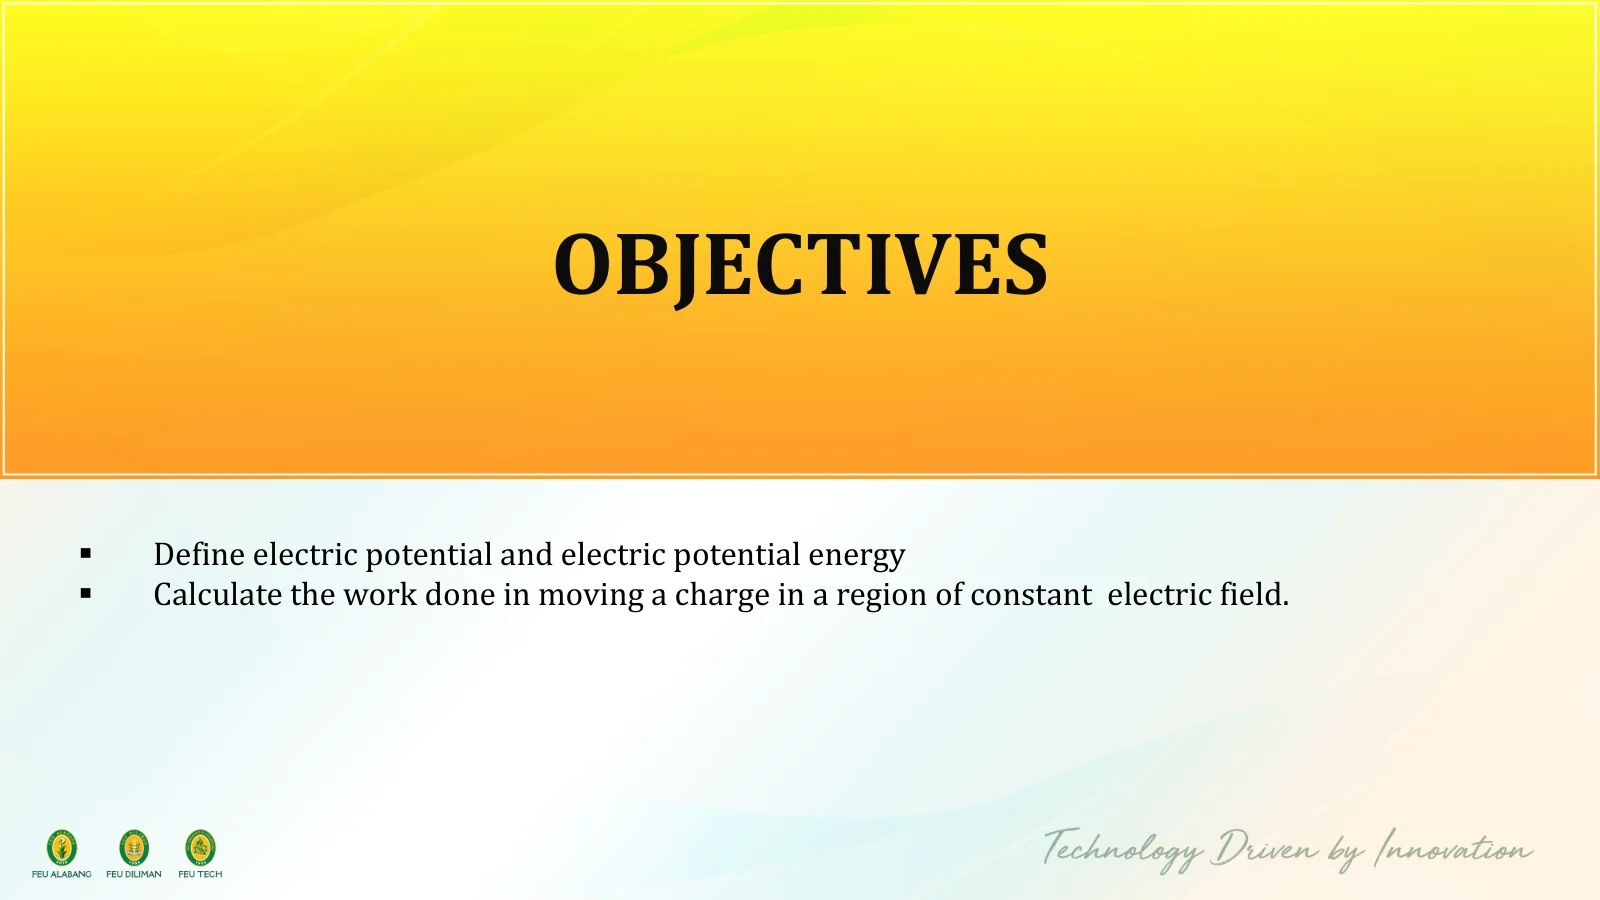 OBJECTIVES
▪ Define electric potential and electric potential energy
▪ Calculate the work done in moving a charge in a region of constant  electric field.
FEU ALABANG FEU DILIMAN FEU TECH
Technology Driven by Innovation